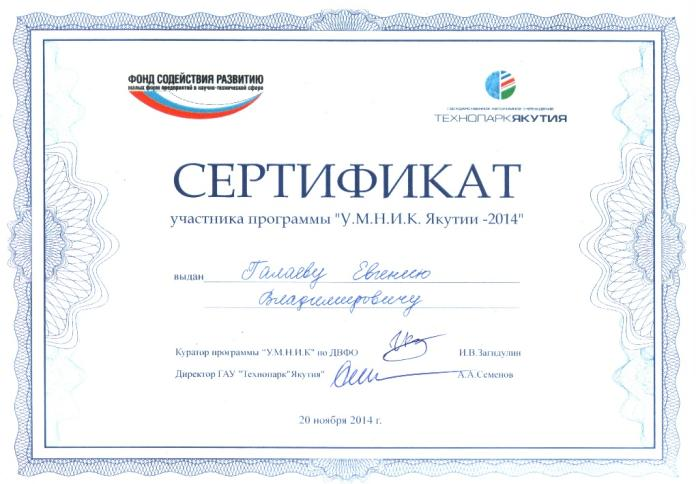 ФОНД СОДЕЙСТВИЯ РАЗВИТИЮ
малых форм предприятий в научно-технической сфере
ГОСУДАРСТВЕННОЕ АВТОНОМНОЕ УЧРЕЖДЕНИЕ
ТЕХНОПАРКЯКУТИЯ
СЕРТИФИКАТ
участника программы "У.М.Н.И.К. Якутии -2014"
выдан Галаеву Евгению
Владимировичу
Куратор программы "У.М.Н.И.К" по ДВФО И.В.Загидулин
Директор ГАУ "Технопарк"Якутия" А.А.Семенов
20 ноября 2014 г.